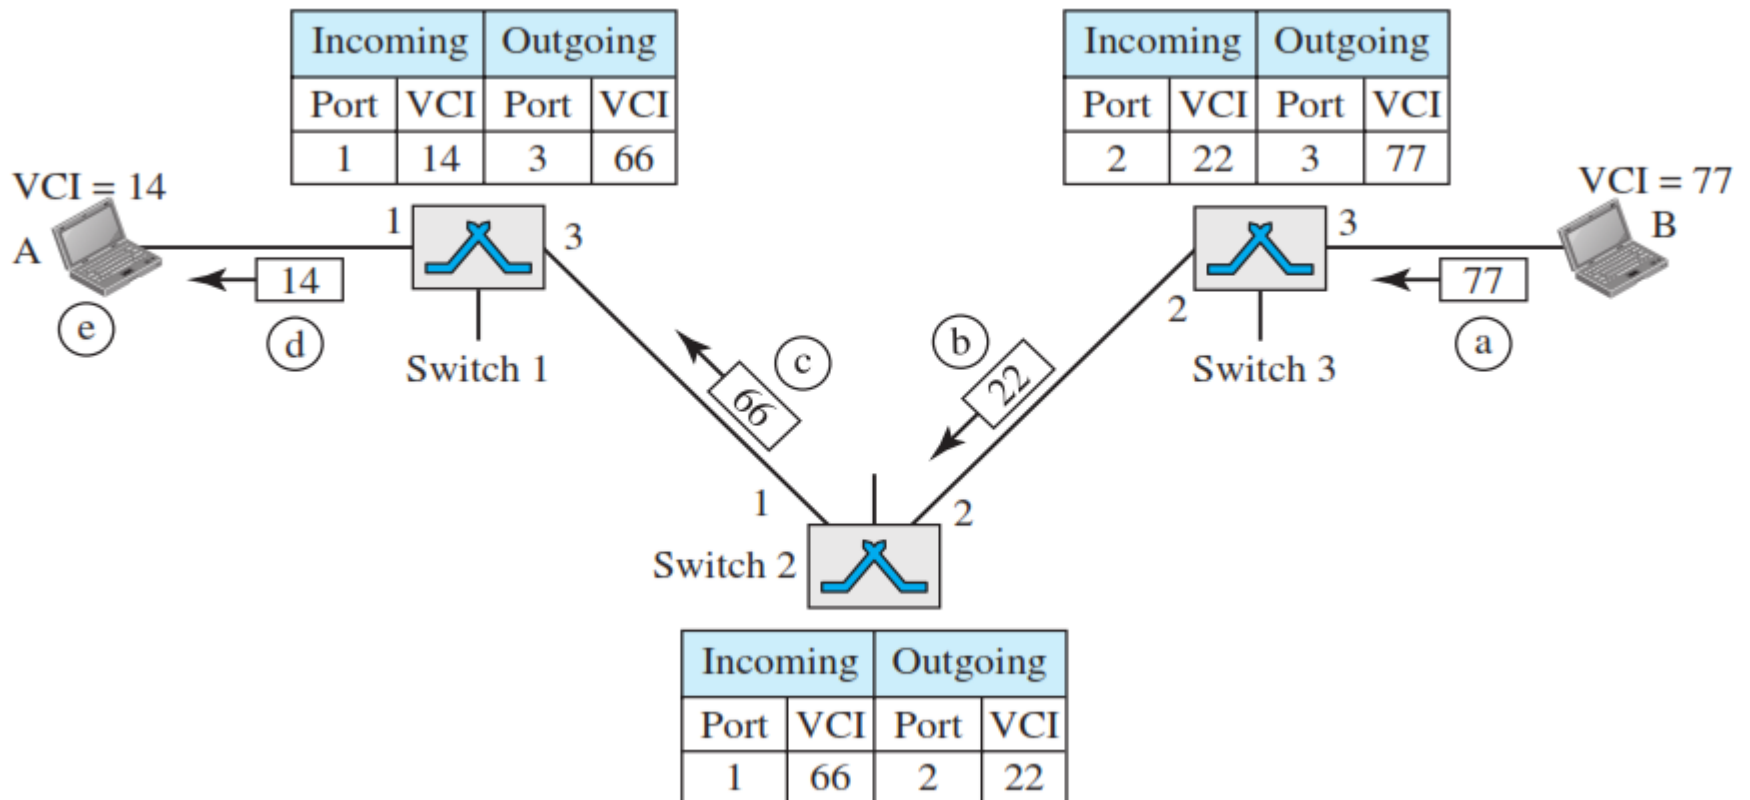 Incoming Outgoing
Port VCI Port VCI
1 14 3 66
Incoming Outgoing
Port VCI Port VCI
2 22 3 77
VCI = 14
A
1
3
14
e
d
Switch 1
VCI = 77
B
3
2
77
a
Switch 3
c
66
b
22
1
2
Switch 2
Incoming Outgoing
Port VCI Port VCI
1 66 2 22